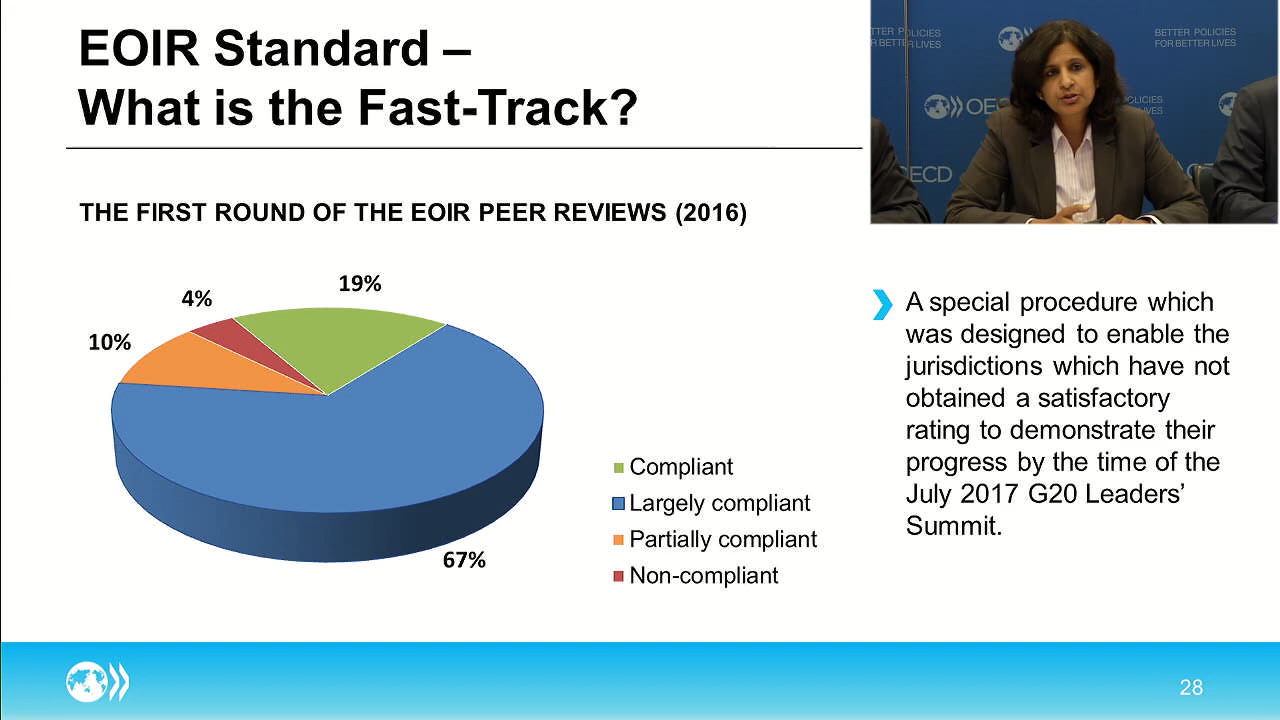 EOIR Standard –
What is the Fast-Track?
THE FIRST ROUND OF THE EOIR PEER REVIEWS (2016)
19%
4%
10%
67%
Compliant
Largely compliant
Partially compliant
Non-compliant
BETTER POLICIES
FOR BETTER LIVES
A special procedure which
was designed to enable the
jurisdictions which have not
obtained a satisfactory
rating to demonstrate their
progress by the time of the
July 2017 G20 Leaders’
Summit.
28